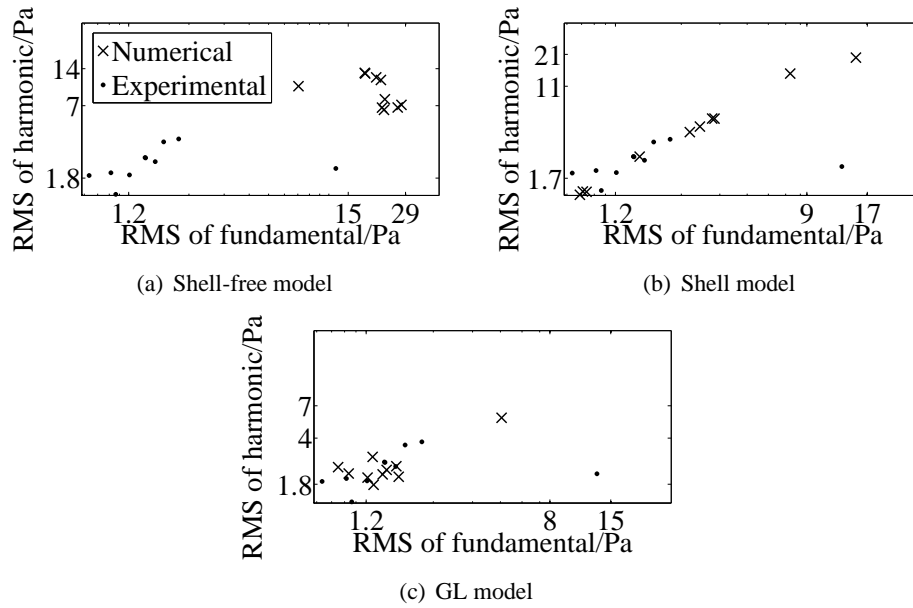 RMS of harmonic/Pa
14
7
1.8
× Numerical
• Experimental
1.2
15
29
RMS of fundamental/Pa
(a) Shell-free model
RMS of harmonic/Pa
21
11
1.7
1.2
9
17
RMS of fundamental/Pa
(b) Shell model
RMS of harmonic/Pa
7
4
1.8
1.2
8
15
RMS of fundamental/Pa
(c) GL model